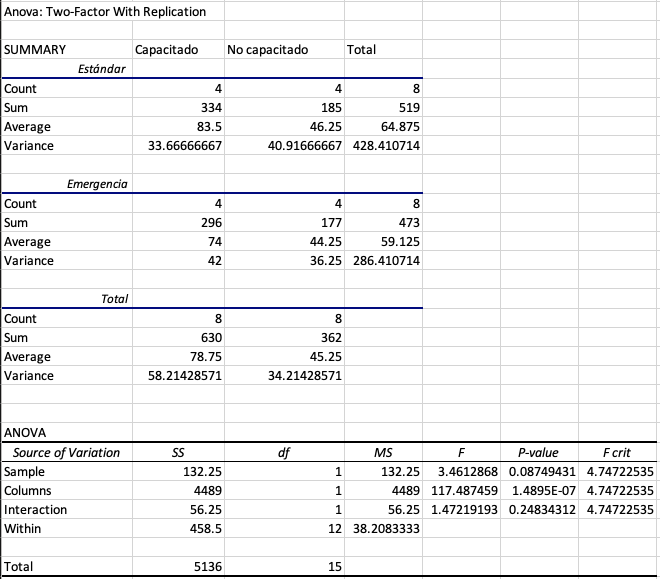 Anova: Two-Factor With Replication
SUMMARY Capacitado No capacitado Total
Estándar
Count 4 4 8
Sum 334 185 519
Average 83.5 46.25 64.875
Variance 33.66666667 40.91666667 428.410714
Emergencia
Count 4 4 8
Sum 296 177 473
Average 74 44.25 59.125
Variance 42 36.25 286.410714
Total
Count 8 8
Sum 630 362
Average 78.75 45.25
Variance 58.21428571 34.21428571
ANOVA
Source of Variation SS df MS F P-value F crit
Sample 132.25 1 132.25 3.4612868 0.08749431 4.74722535
Columns 4489 1 4489 117.487459 1.4895E-07 4.74722535
Interaction 56.25 1 56.25 1.47219193 0.24834312 4.74722535
Within 458.5 12 38.2083333
Total 5136 15